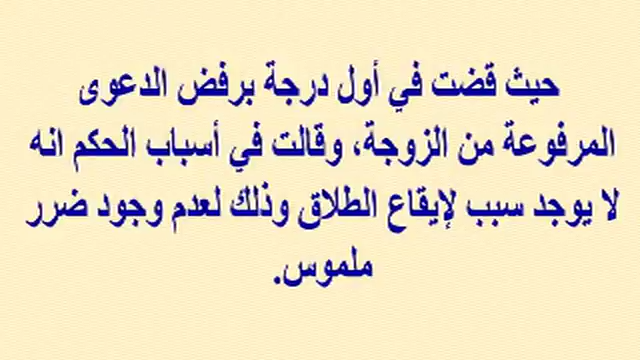 حيث قضت في أول درجة برفض الدعوى
المرفوعة من الزوجة، وقالت في أسباب الحكم انه
لا يوجد سبب لإيقاع الطلاق وذلك لعدم وجود ضرر
ملموس.